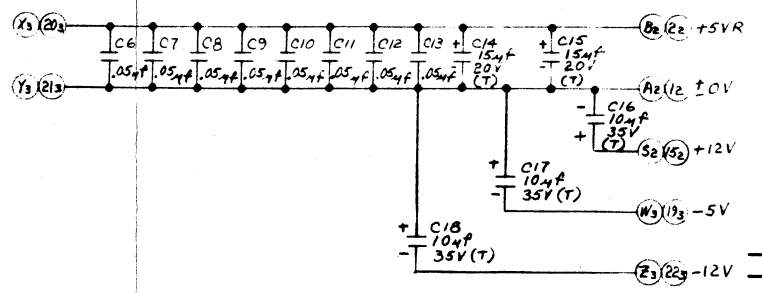 X3 203 B2 22 +5VR
C6 C7 C8 C9 C10 C11 C12 C13
.05µf .05µf .05µf .05µf .05µf .05µf .05µf .05µf
+ C14 15µf 20V - (T)
+ C15 15µf 20V - (T)
Y3 213 A2 12 ±0V
- C16 10µf 35V + (T)
S2 152 +12V
+ C17
10µf
- 35V (T)
W3 193 -5V
+ C18
10µf
- 35V (T)
Z3 223 -12V